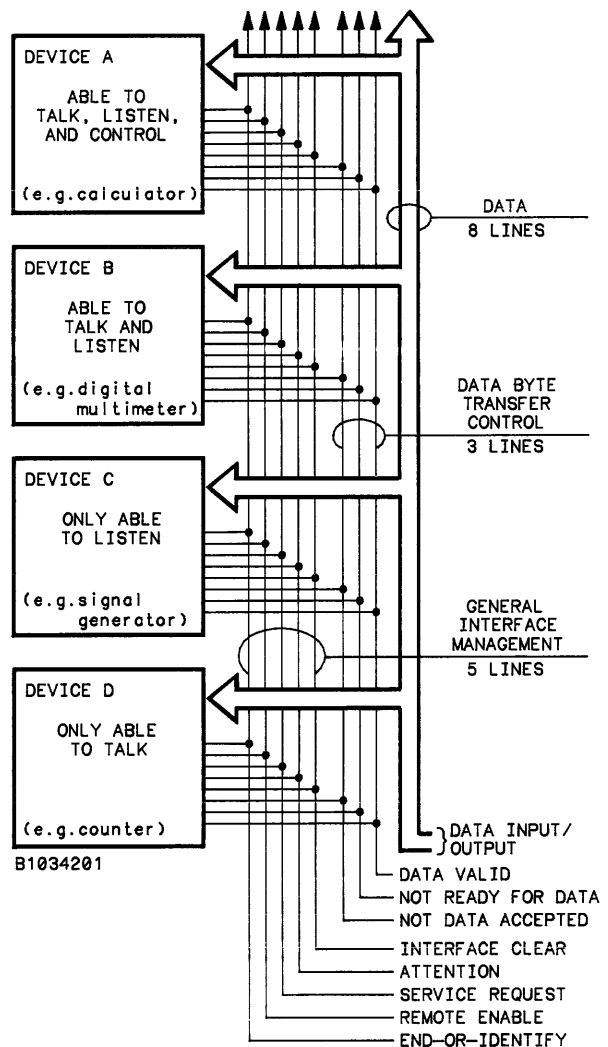 DEVICE A
ABLE TO
TALK, LISTEN,
AND CONTROL
(e.g.calculator)
DATA
8 LINES
DEVICE B
ABLE TO
TALK AND
LISTEN
(e.g.digital
multimeter)
DATA BYTE
TRANSFER
CONTROL
3 LINES
DEVICE C
ONLY ABLE
TO LISTEN
(e.g.signal
generator)
GENERAL
INTERFACE
MANAGEMENT
5 LINES
DEVICE D
ONLY ABLE
TO TALK
(e.g.counter)
B1034201
DATA INPUT/
OUTPUT
DATA VALID
NOT READY FOR DATA
NOT DATA ACCEPTED
INTERFACE CLEAR
ATTENTION
SERVICE REQUEST
REMOTE ENABLE
END-OR-IDENTIFY